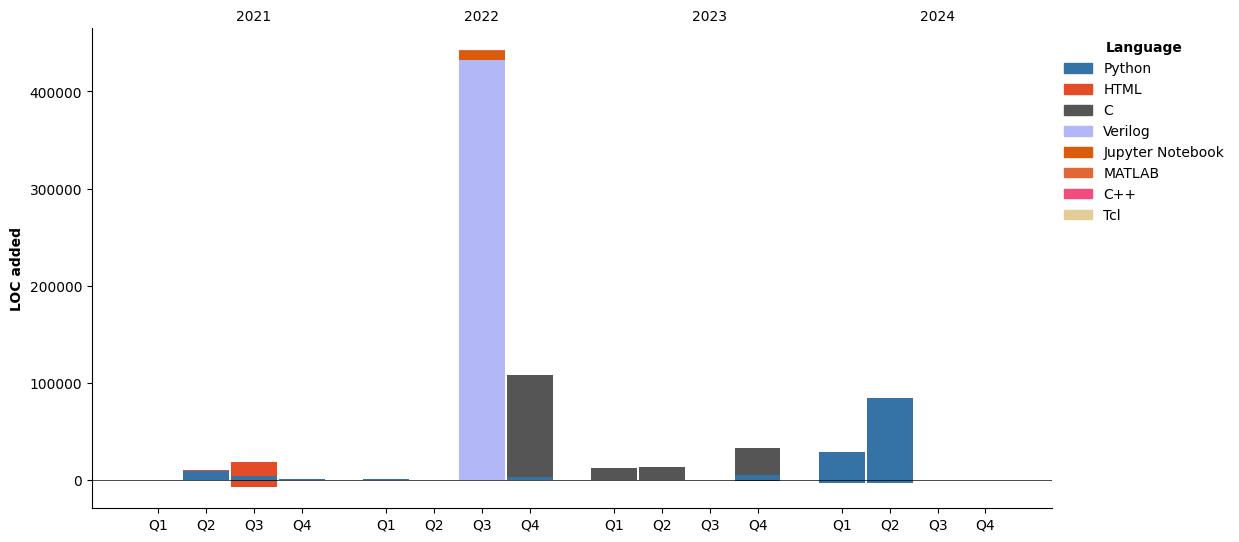 2021 2022 2023 2024
Language
Python
HTML
C
Verilog
Jupyter Notebook
MATLAB
C++
Tcl
LOC added
400000
300000
200000
100000
0
Q1 Q2 Q3 Q4 Q1 Q2 Q3 Q4 Q1 Q2 Q3 Q4 Q1 Q2 Q3 Q4